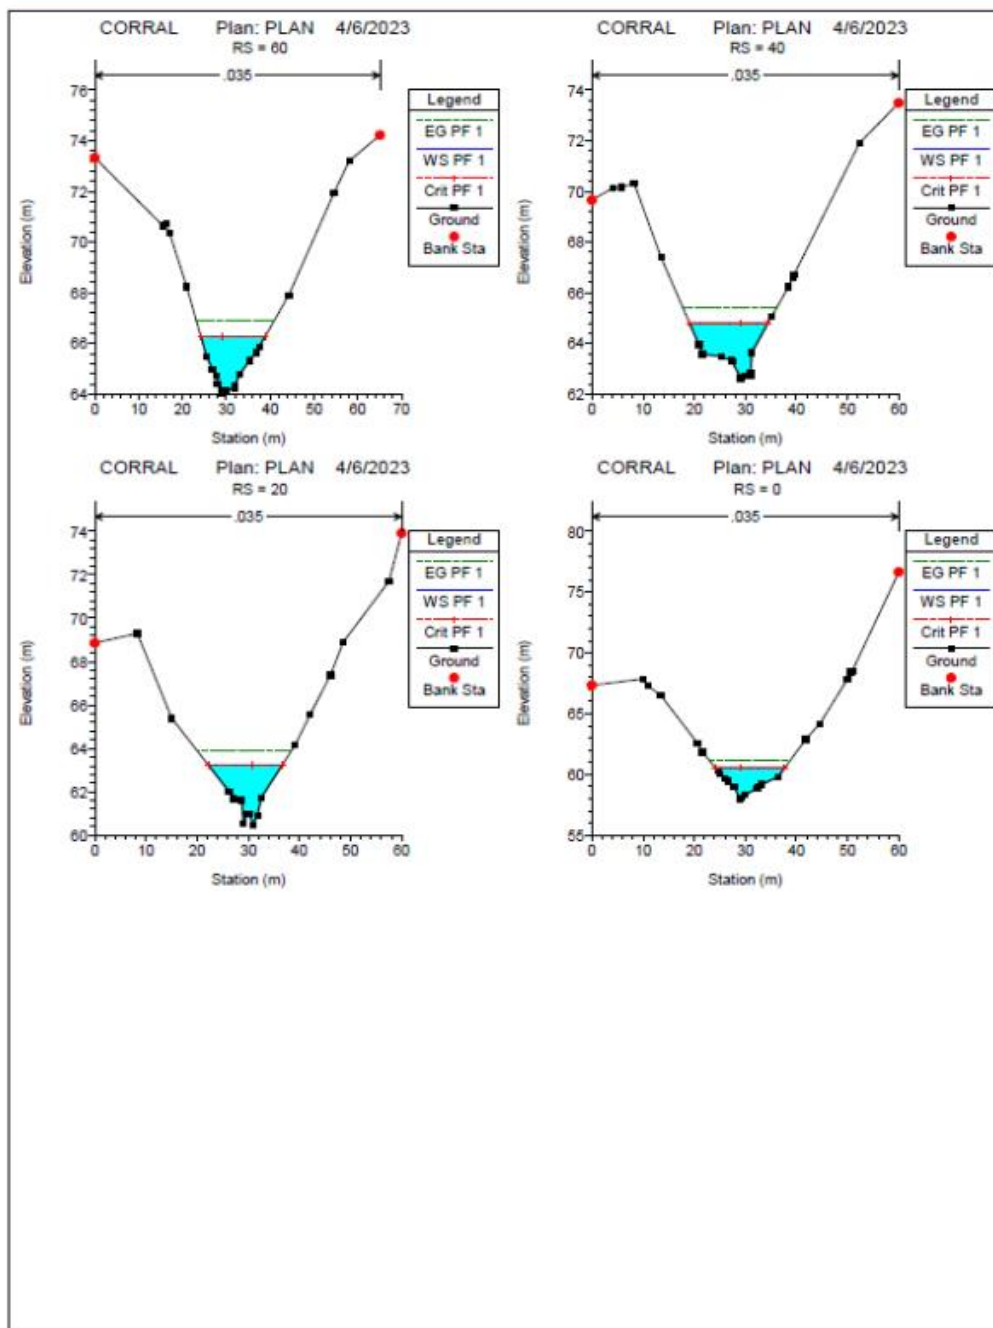 CORRAL Plan: PLAN 4/6/2023
RS = 60
.035
76
74
72
70
68
66
64
0 10 20 30 40 50 60 70
Elevation (m)
Station (m)
Legend
EG PF 1
WS PF 1
Crit PF 1
Ground
Bank Sta
CORRAL Plan: PLAN 4/6/2023
RS = 40
.035
74
72
70
68
66
64
62
0 10 20 30 40 50 60
Elevation (m)
Station (m)
Legend
EG PF 1
WS PF 1
Crit PF 1
Ground
Bank Sta
CORRAL Plan: PLAN 4/6/2023
RS = 20
.035
74
72
70
68
66
64
62
60
0 10 20 30 40 50 60
Elevation (m)
Station (m)
Legend
EG PF 1
WS PF 1
Crit PF 1
Ground
Bank Sta
CORRAL Plan: PLAN 4/6/2023
RS = 0
.035
80
75
70
65
60
55
0 10 20 30 40 50 60
Elevation (m)
Station (m)
Legend
EG PF 1
WS PF 1
Crit PF 1
Ground
Bank Sta